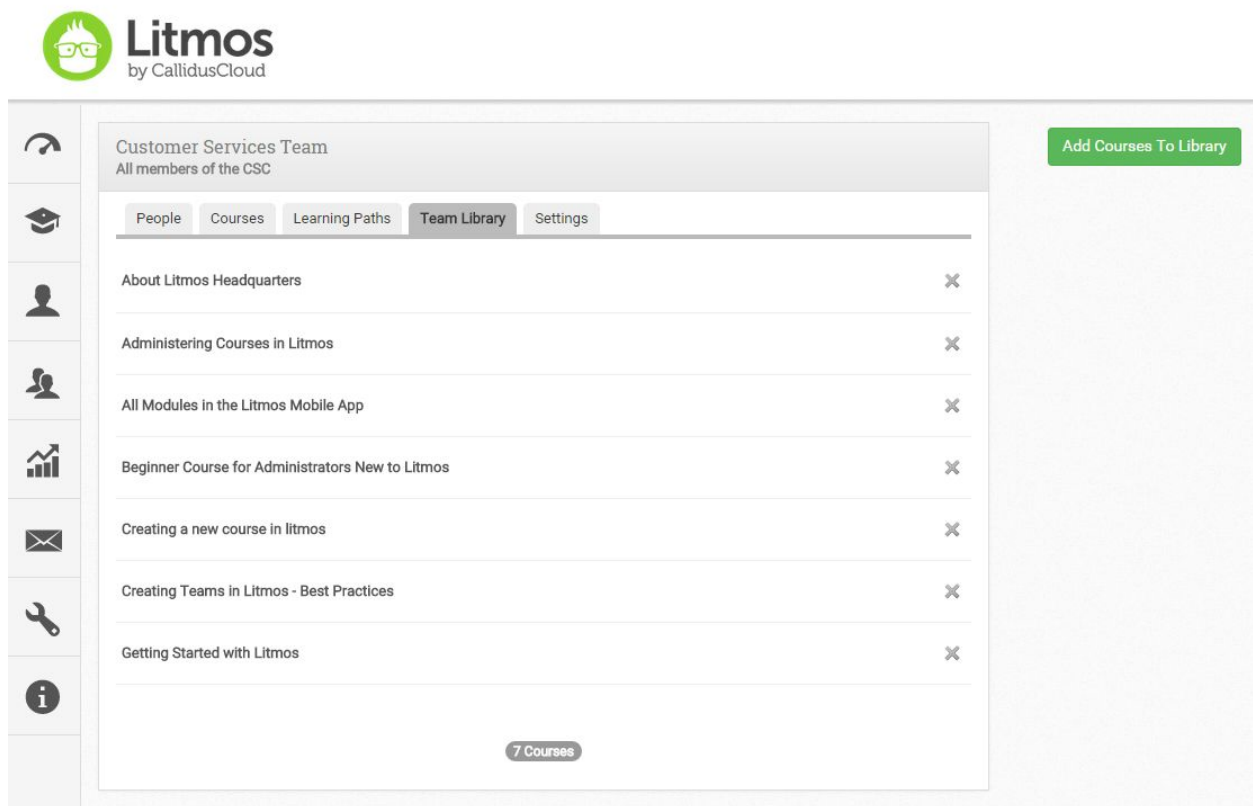 Litmos
by CallidusCloud
Customer Services Team
All members of the CSC
Add Courses To Library
People Courses Learning Paths Team Library Settings
About Litmos Headquarters
Administering Courses in Litmos
All Modules in the Litmos Mobile App
Beginner Course for Administrators New to Litmos
Creating a new course in litmos
Creating Teams in Litmos - Best Practices
Getting Started with Litmos
7 Courses